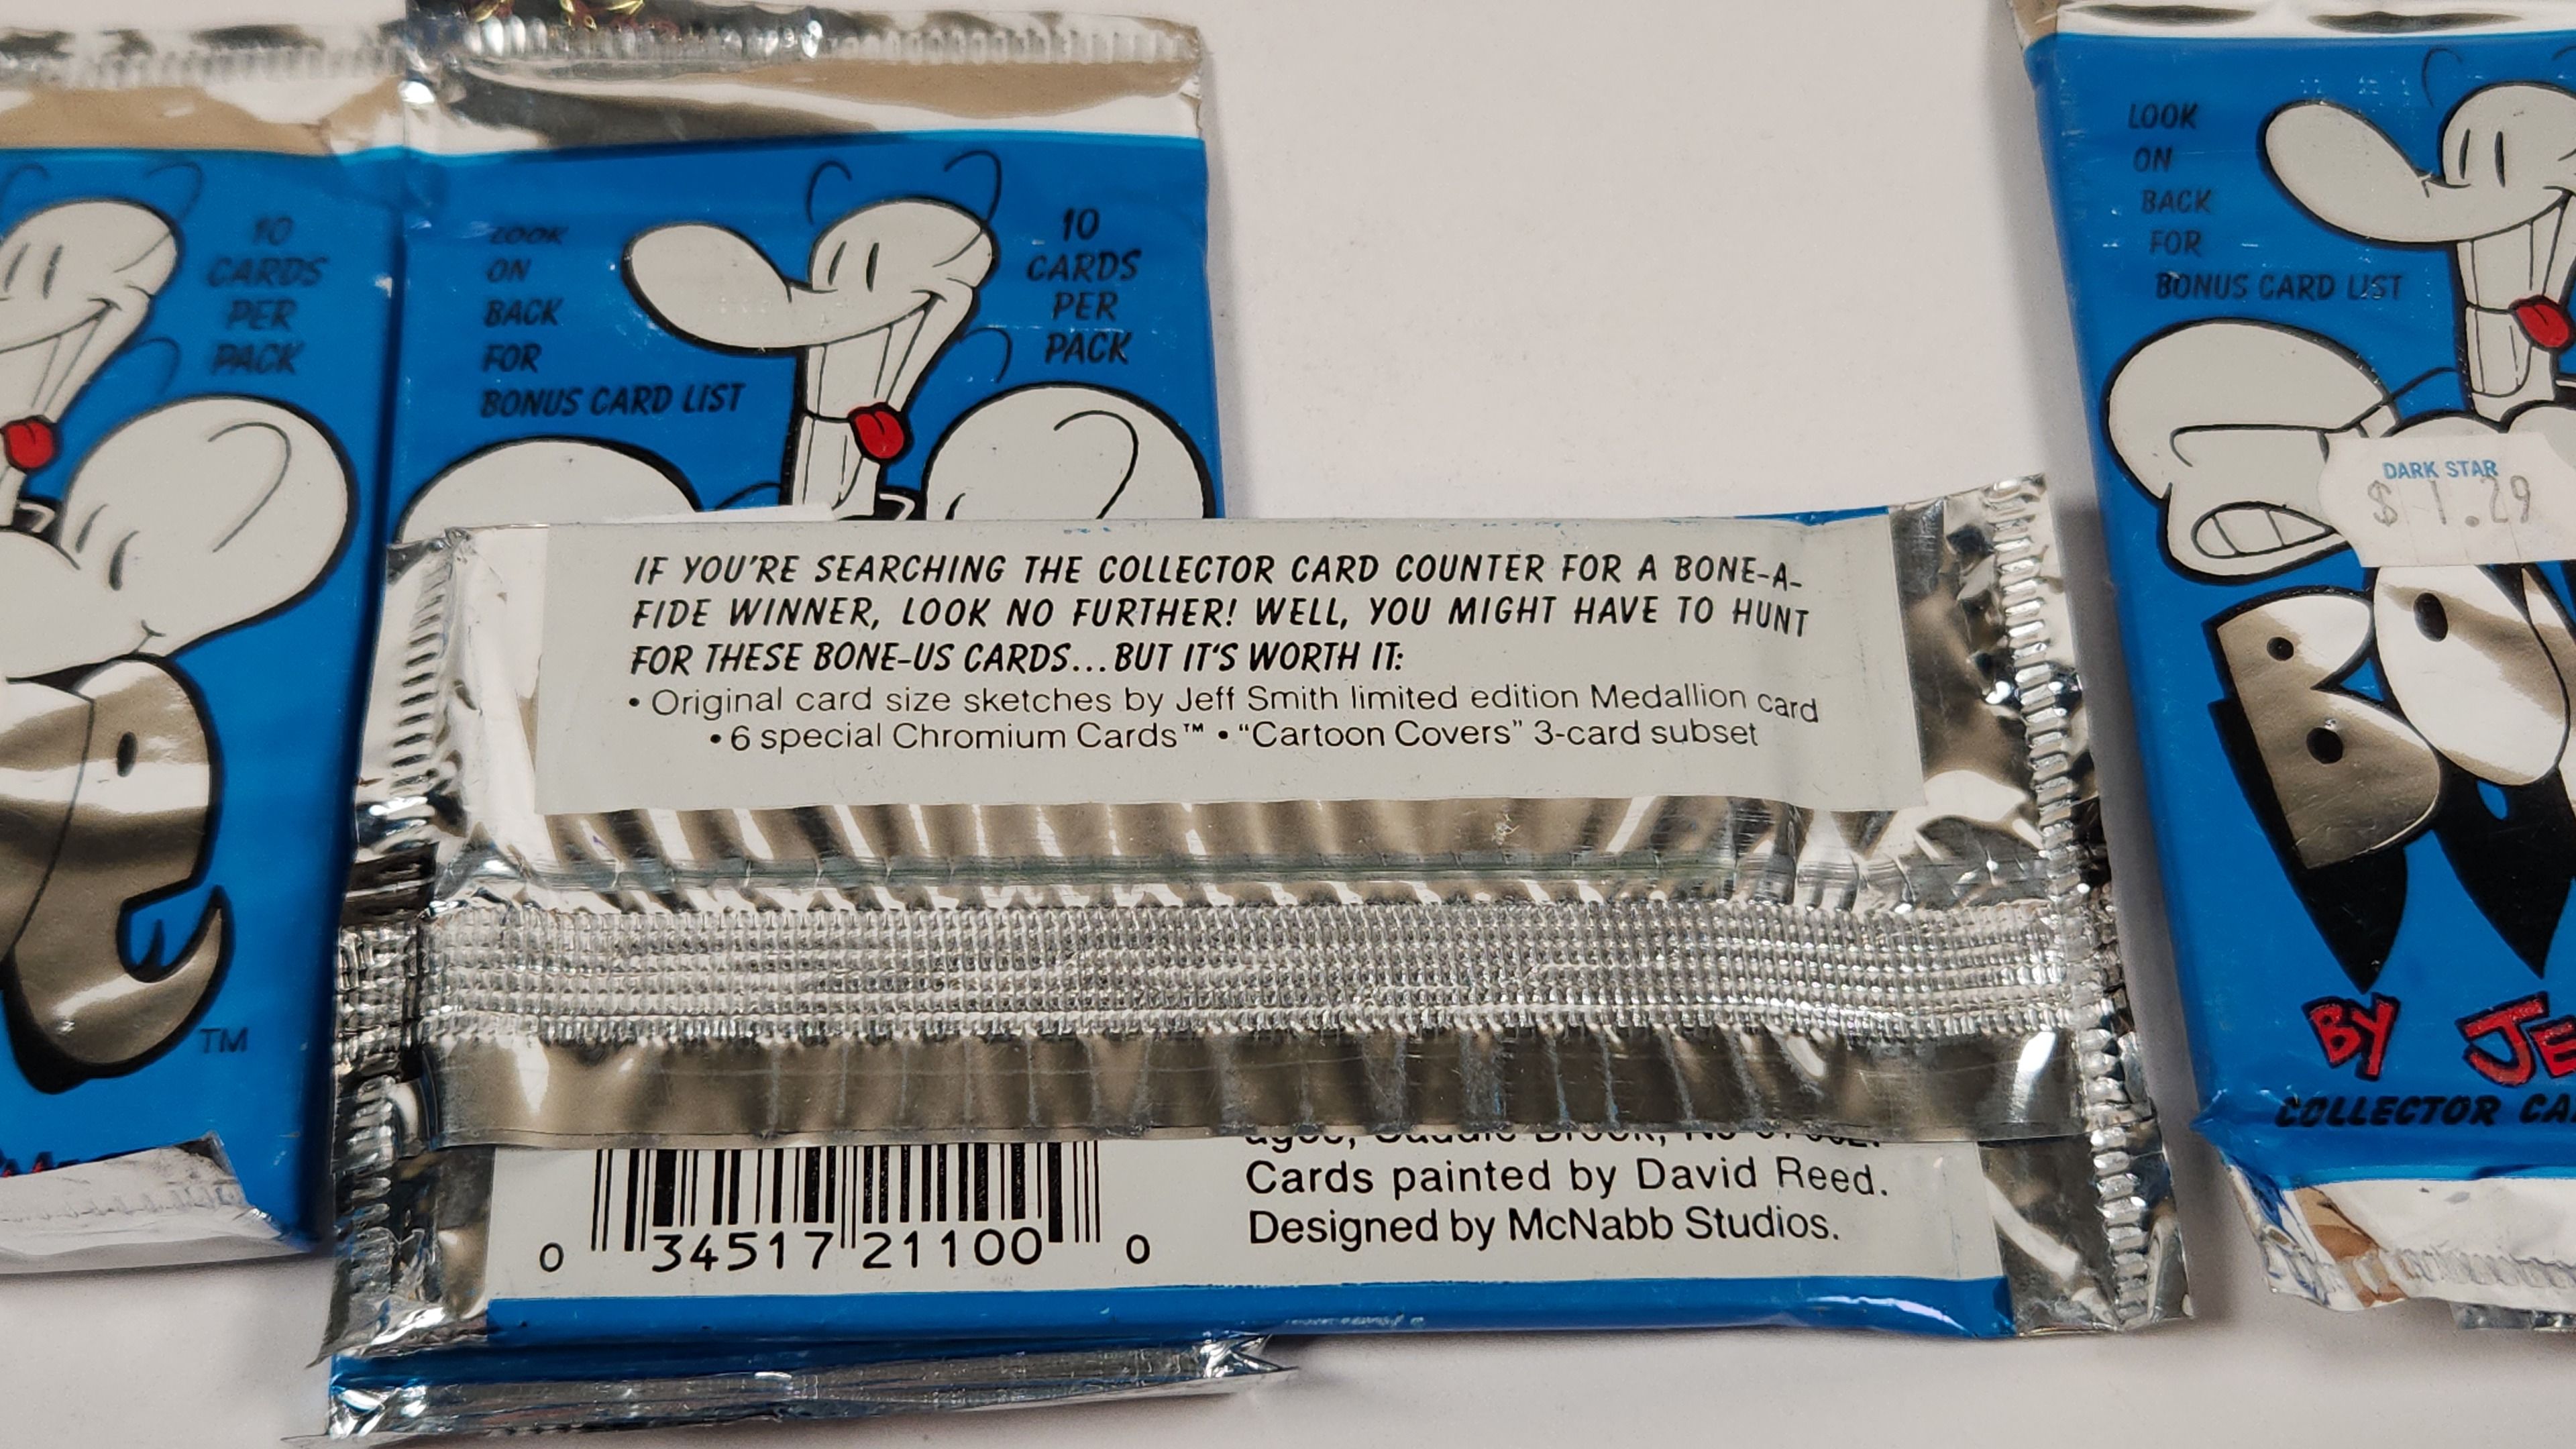 10
CARDS
PER
PACK
TM
LOOK
ON
BACK
FOR
BONUS CARD LIST
10
CARDS
PER
PACK
IF YOU'RE SEARCHING THE COLLECTOR CARD COUNTER FOR A BONE-A-
FIDE WINNER, LOOK NO FURTHER! WELL, YOU MIGHT HAVE TO HUNT
FOR THESE BONE-US CARDS...BUT IT'S WORTH IT:
• Original card size sketches by Jeff Smith limited edition Medallion card
• 6 special Chromium Cards™ • "Cartoon Covers" 3-card subset
Cards painted by David Reed.
Designed by McNabb Studios.
0 34517 21100 0
LOOK
ON
BACK
FOR
BONUS CARD LIST
DARK STAR
$ 1.29
BO
BY JE
COLLECTOR CA